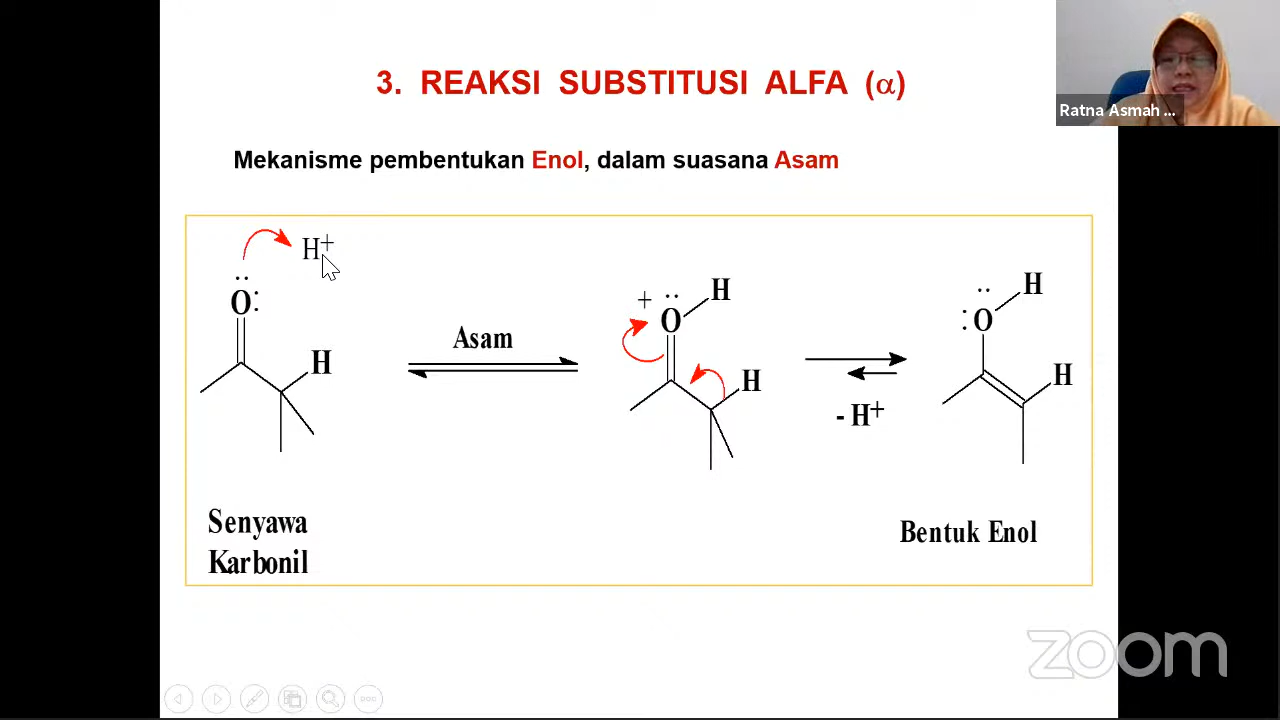 3. REAKSI SUBSTITUSI ALFA (α)
Ratna Asmah ...
Mekanisme pembentukan Enol, dalam suasana Asam
H+
O
H
Asam
+
O
H
H
- H+
O
H
H
Senyawa
Karbonil
Bentuk Enol
zoom